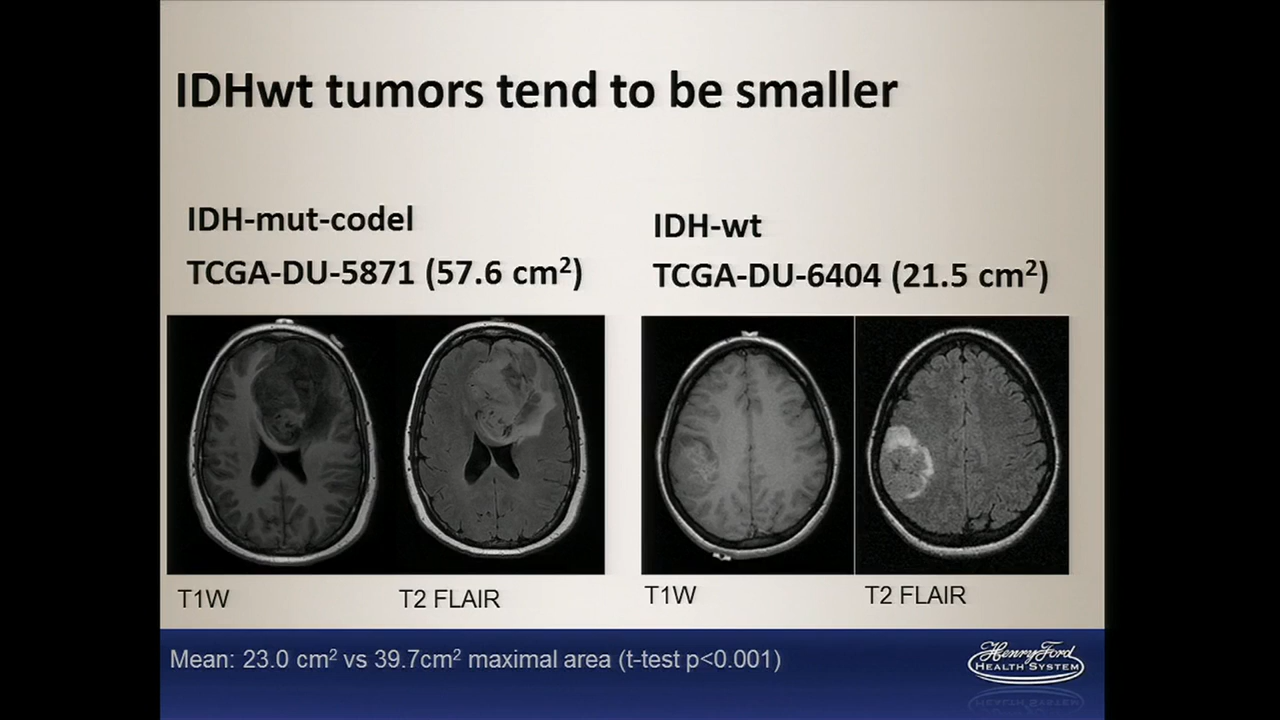 IDHwt tumors tend to be smaller
IDH-mut-codel
TCGA-DU-5871 (57.6 cm²)
IDH-wt
TCGA-DU-6404 (21.5 cm²)
T1W
T2 FLAIR
T1W
T2 FLAIR
Mean: 23.0 cm² vs 39.7cm² maximal area (t-test p<0.001)
Henry Ford
HEALTH SYSTEM